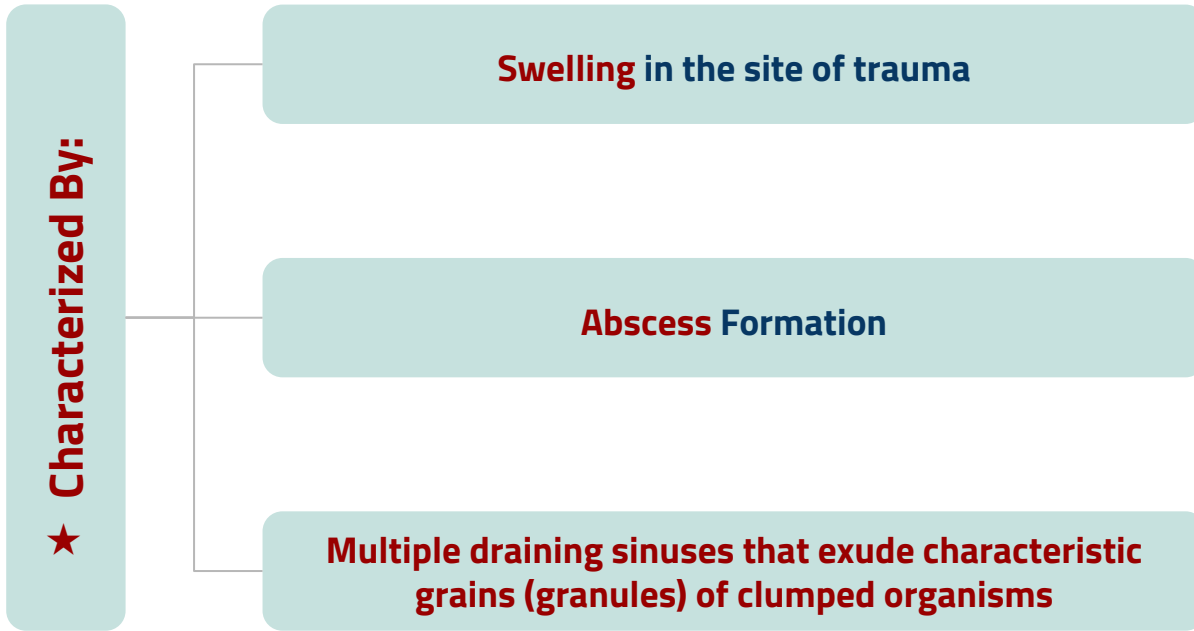 ★ Characterized By:
Swelling in the site of trauma
Abscess Formation
Multiple draining sinuses that exude characteristic
grains (granules) of clumped organisms